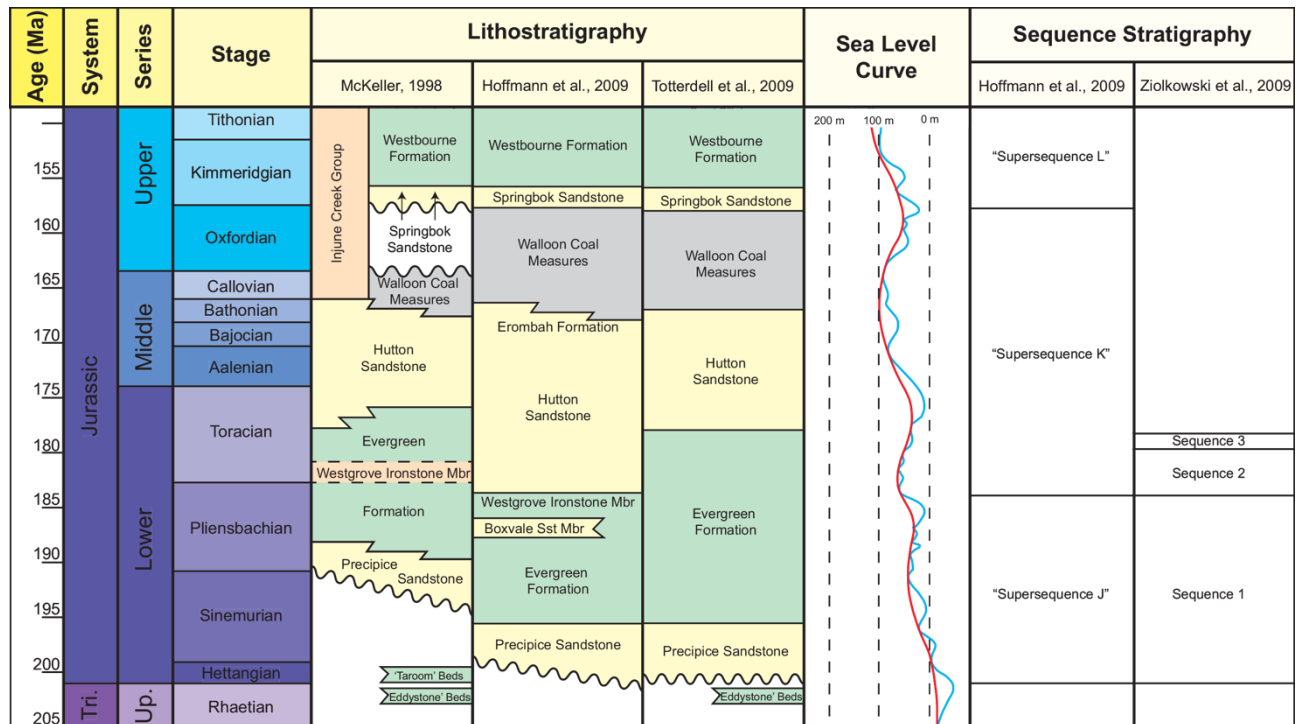 Age (Ma)
System
Series
Stage
Lithostratigraphy
McKeller, 1998
Hoffmann et al., 2009
Totterdell et al., 2009
Sea Level
Curve
Sequence Stratigraphy
Hoffmann et al., 2009
Ziolkowski et al., 2009
155
160
165
170
175
180
185
190
195
200
205
Jurassic
Tri.
Upper
Middle
Lower
Up.
Tithonian
Kimmeridgian
Oxfordian
Callovian
Bathonian
Bajocian
Aalenian
Toracian
Pliensbachian
Sinemurian
Hettangian
Rhaetian
Injune Creek Group
Westbourne
Formation
Springbok
Sandstone
Walloon Coal
Measures
Hutton
Sandstone
Evergreen
Westgrove Ironstone Mbr
Formation
Precipice
Sandstone
'Taroom' Beds
Eddystone' Beds
Westbourne Formation
Springbok Sandstone
Walloon Coal
Measures
Erombah Formation
Hutton
Sandstone
Westgrove Ironstone Mbr
Boxvale Sst Mbr
Evergreen
Formation
Precipice Sandstone
Westbourne
Formation
Springbok Sandstone
Walloon Coal
Measures
Hutton
Sandstone
Evergreen
Formation
Precipice Sandstone
Eddystone' Beds
200 m
100 m
0 m
"Supersequence L"
"Supersequence K"
"Supersequence J"
Sequence 3
Sequence 2
Sequence 1